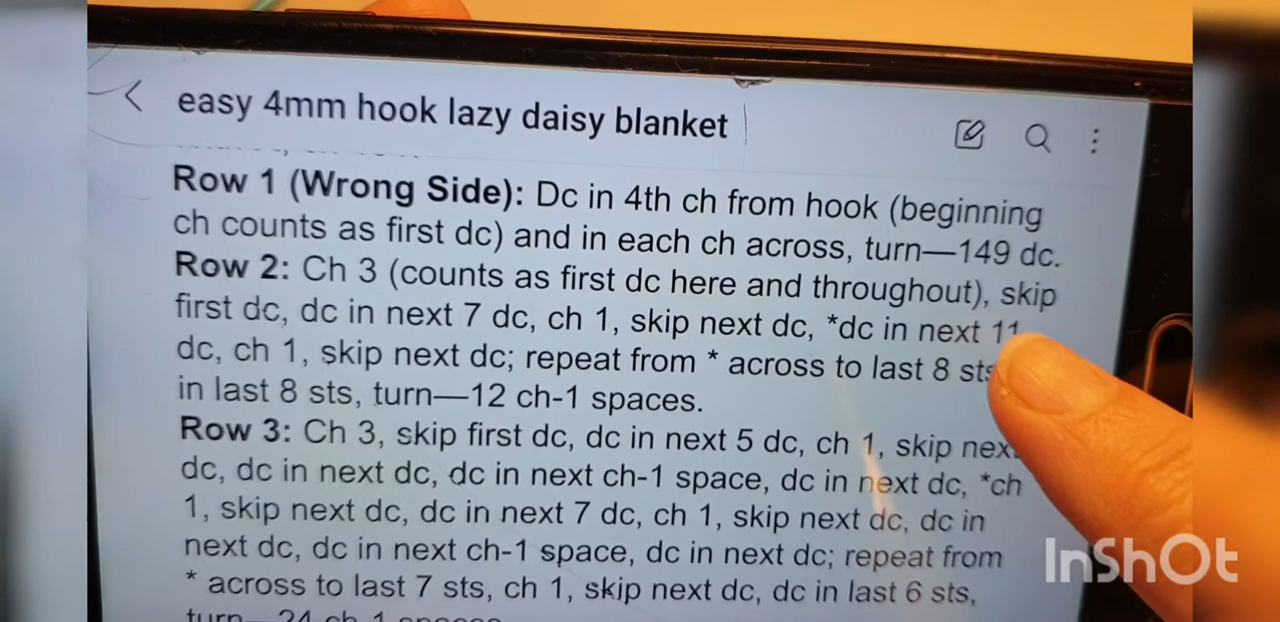 easy 4mm hook lazy daisy blanket
Row 1 (Wrong Side): Dc in 4th ch from hook (beginning
ch counts as first dc) and in each ch across, turn—149 dc.
Row 2: Ch 3 (counts as first dc here and throughout), skip
first dc, dc in next 7 dc, ch 1, skip next dc, *dc in next 11
dc, ch 1, skip next dc; repeat from * across to last 8 sts
in last 8 sts, turn—12 ch-1 spaces.
Row 3: Ch 3, skip first dc, dc in next 5 dc, ch 1, skip next
dc, dc in next dc, dc in next ch-1 space, dc in next dc, *ch
1, skip next dc, dc in next 7 dc, ch 1, skip next dc, dc in
next dc, dc in next ch-1 space, dc in next dc; repeat from
* across to last 7 sts, ch 1, skip next dc, dc in last 6 sts,
turn—24 ch-1 spaces
InShOt